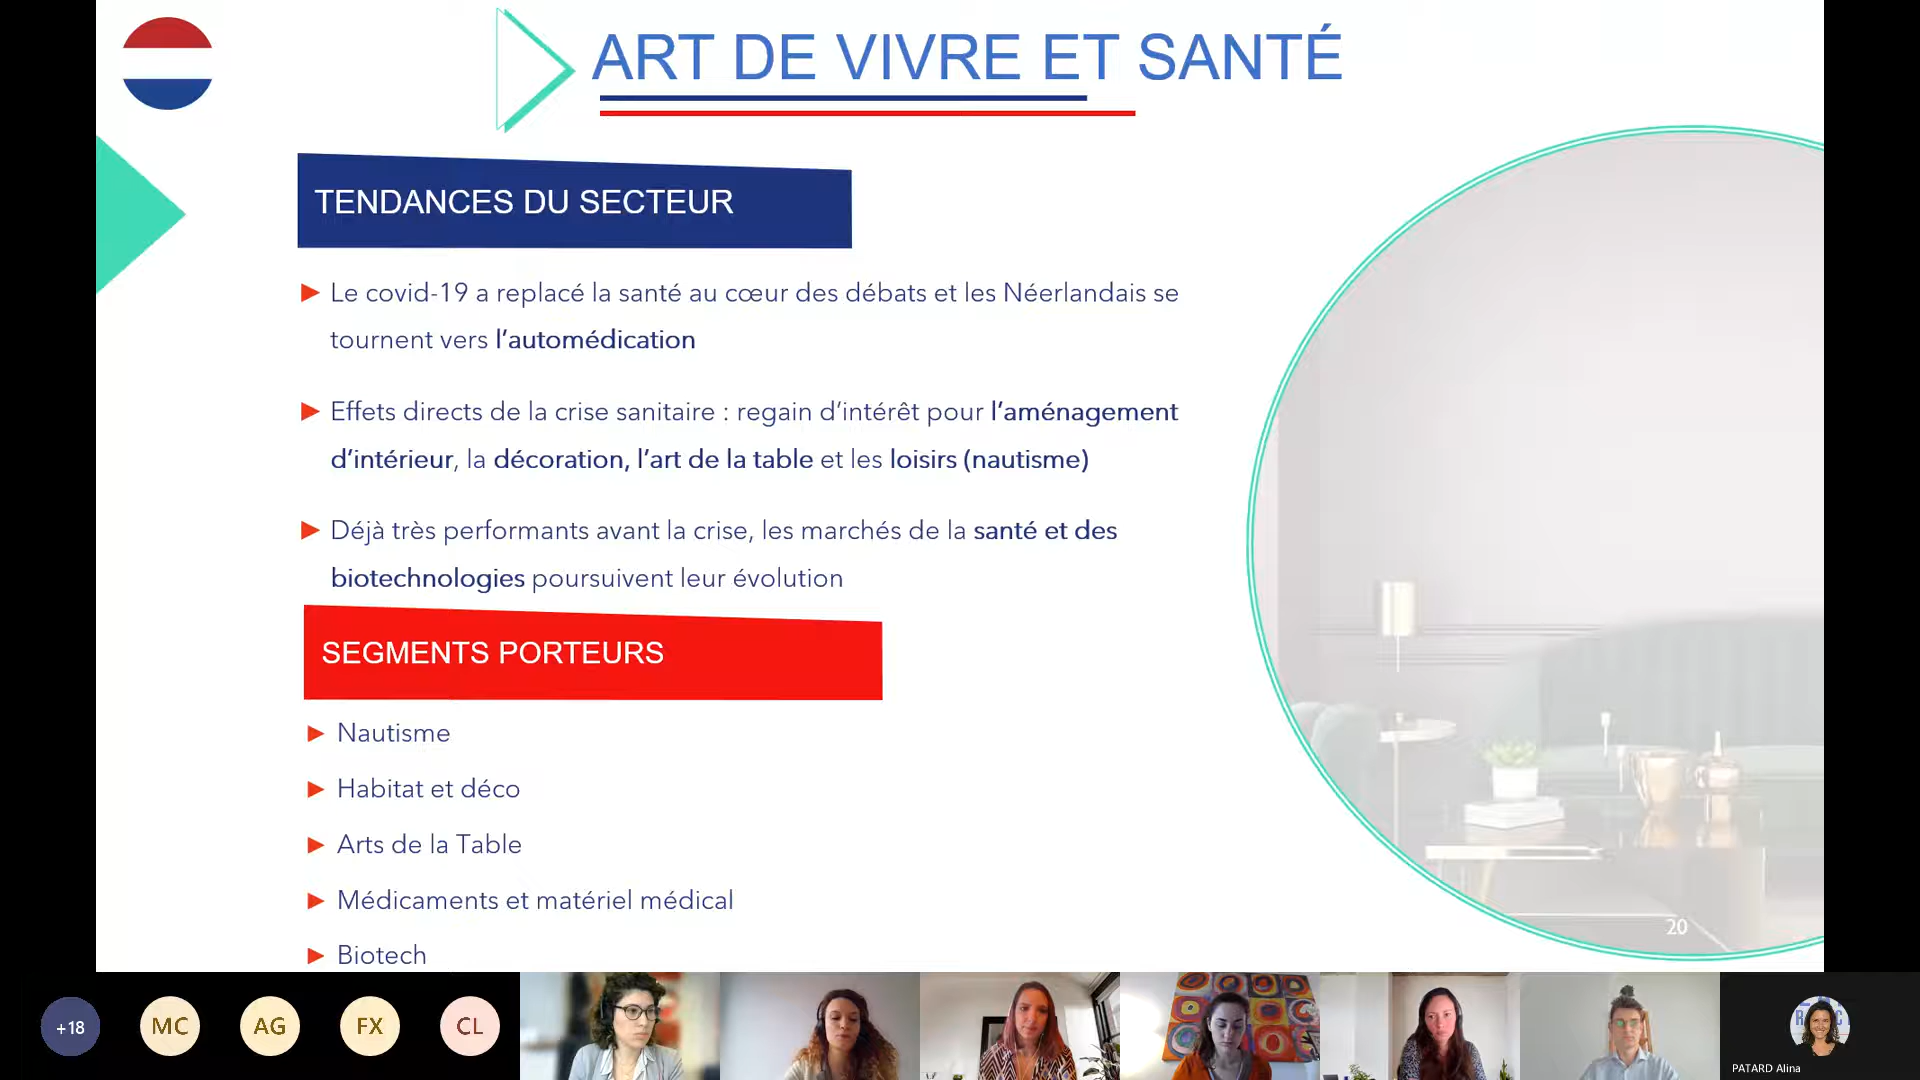 ART DE VIVRE ET SANTÉ
TENDANCES DU SECTEUR
Le covid-19 a replacé la santé au cœur des débats et les Néerlandais se
tournent vers l’automédication
Effets directs de la crise sanitaire : regain d’intérêt pour l’aménagement
d’intérieur, la décoration, l’art de la table et les loisirs (nautisme)
Déjà très performants avant la crise, les marchés de la santé et des
biotechnologies poursuivent leur évolution
SEGMENTS PORTEURS
Nautisme
Habitat et déco
Arts de la Table
Médicaments et matériel médical
Biotech
20
+18
MC
AG
FX
CL
PATARD Alina